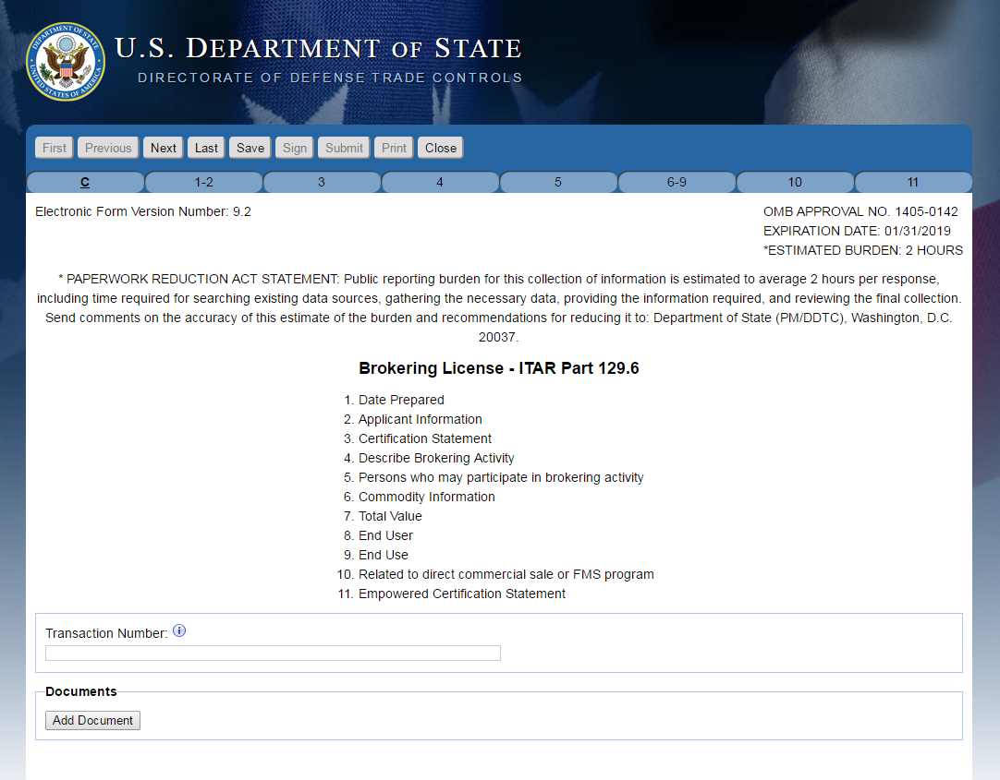 DEPARTMENT OF STATE
UNITED STATES OF AMERICA
U.S. DEPARTMENT OF STATE
DIRECTORATE OF DEFENSE TRADE CONTROLS
First Previous Next Last Save Sign Submit Print Close
C 1-2 3 4 5 6-9 10 11
Electronic Form Version Number: 9.2
OMB APPROVAL NO. 1405-0142
EXPIRATION DATE: 01/31/2019
*ESTIMATED BURDEN: 2 HOURS
* PAPERWORK REDUCTION ACT STATEMENT: Public reporting burden for this collection of information is estimated to average 2 hours per response,
including time required for searching existing data sources, gathering the necessary data, providing the information required, and reviewing the final collection.
Send comments on the accuracy of this estimate of the burden and recommendations for reducing it to: Department of State (PM/DDTC), Washington, D.C.
20037.
Brokering License - ITAR Part 129.6
1. Date Prepared
2. Applicant Information
3. Certification Statement
4. Describe Brokering Activity
5. Persons who may participate in brokering activity
6. Commodity Information
7. Total Value
8. End User
9. End Use
10. Related to direct commercial sale or FMS program
11. Empowered Certification Statement
Transaction Number:
Documents
Add Document